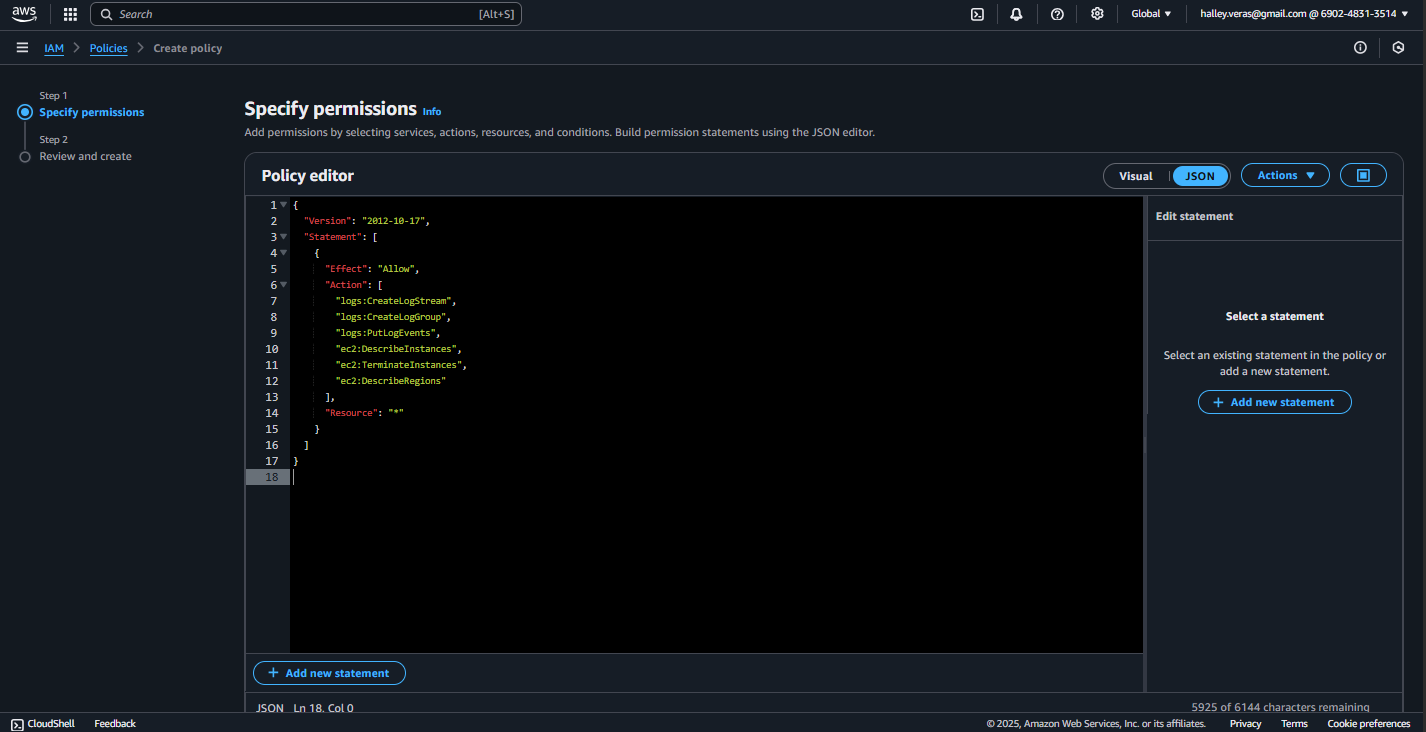 aws
Search [Alt+S]
Global
halley.veras@gmail.com @ 6902-4831-3514
IAM
Policies
Create policy
Step 1
Specify permissions
Step 2
Review and create
Specify permissions Info
Add permissions by selecting services, actions, resources, and conditions. Build permission statements using the JSON editor.
Policy editor
Visual
JSON
Actions
1 {
2 "Version": "2012-10-17",
3 "Statement": [
4 {
5 "Effect": "Allow",
6 "Action": [
7 "logs:CreateLogStream",
8 "logs:CreateLogGroup",
9 "logs:PutLogEvents",
10 "ec2:DescribeInstances",
11 "ec2:TerminateInstances",
12 "ec2:DescribeRegions"
13 ],
14 "Resource": "*"
15 }
16 ]
17 }
18
Edit statement
Select a statement
Select an existing statement in the policy or
add a new statement.
+ Add new statement
+ Add new statement
JSON Ln 18, Col 0
5925 of 6144 characters remaining
CloudShell
Feedback
© 2025, Amazon Web Services, Inc. or its affiliates.
Privacy
Terms
Cookie preferences